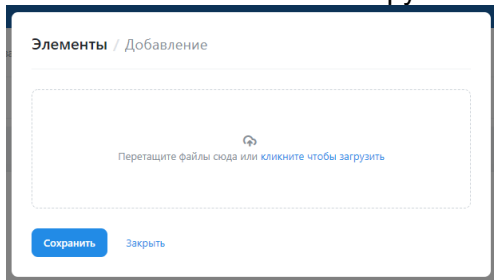 Элементы / Добавление
Перетащите файлы сюда или кликните чтобы загрузить
Сохранить Закрыть